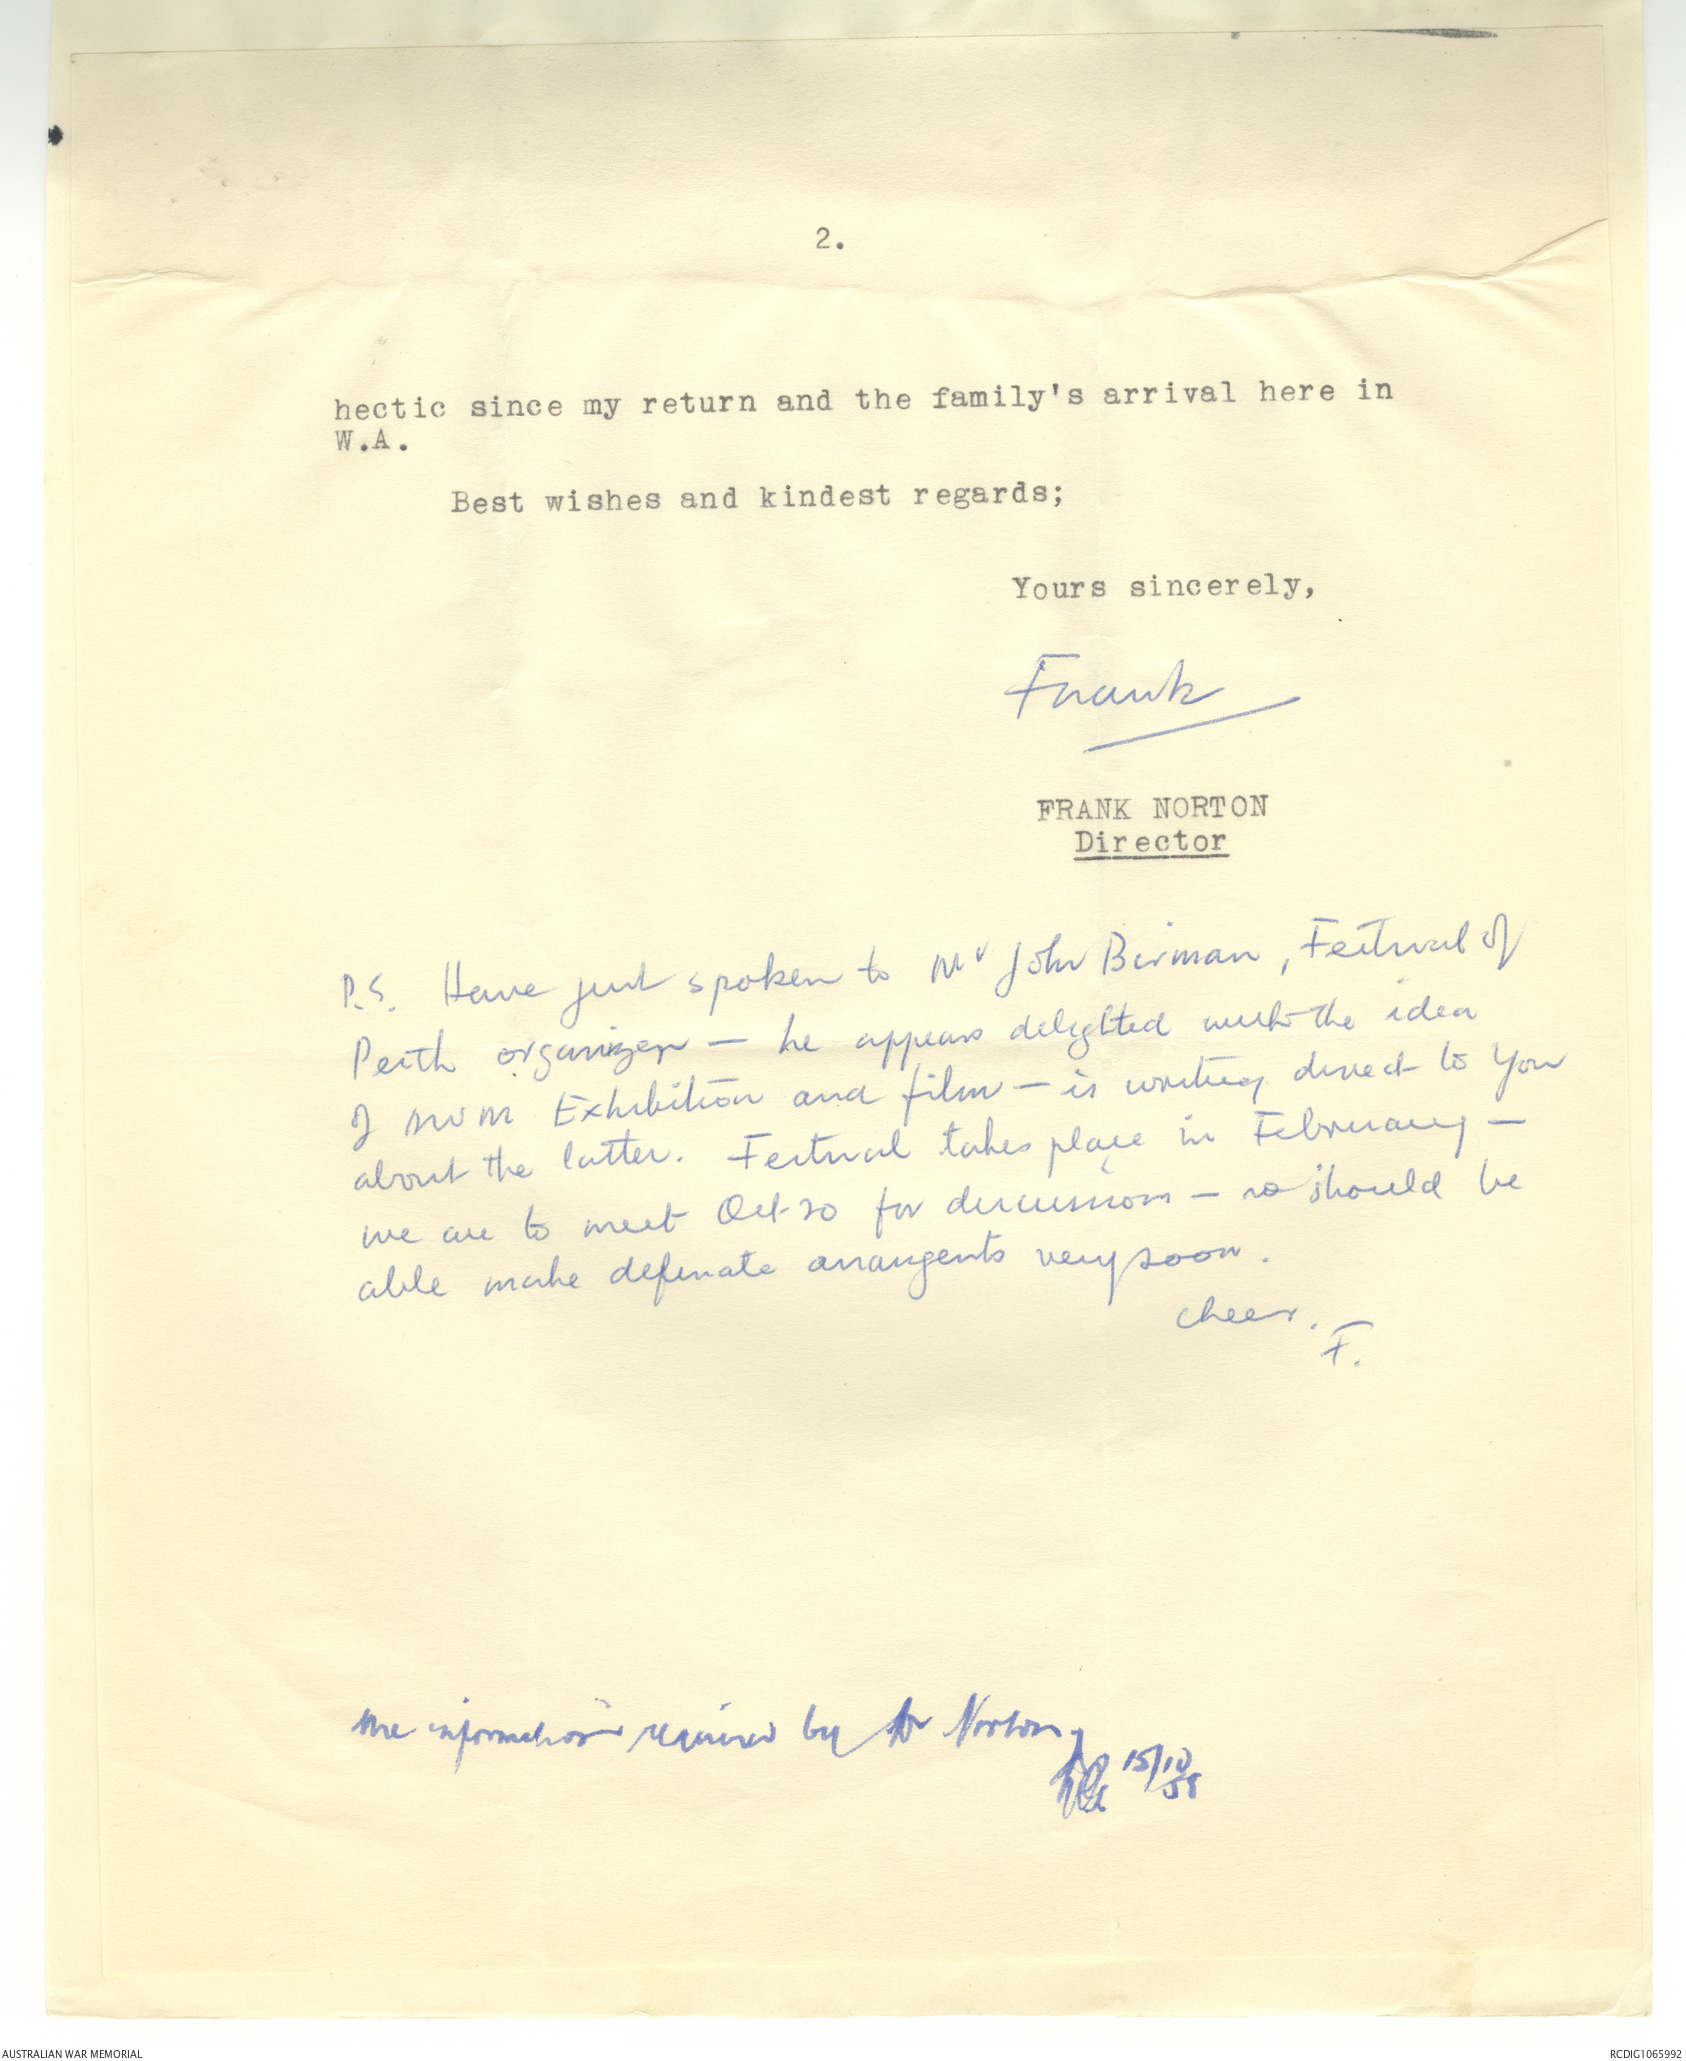 2.
hectic since my return and the family's arrival here in
W.A.
Best wishes and kindest regards;
Yours sincerely,
Frank
FRANK NORTON
Director
P.S. Have just spoken to Mr John Birman, Festival of
Perth organizer — he appears delighted with the idea
of Exhibition and film — is writing direct to you
about the latter. Festival takes place in February —
we are to meet Oct 20 for discussion — so should be
able make definate arrangents very soon.
cheers.
F.
the information required by Mr Norton
15/10/58
AUSTRALIAN WAR MEMORIAL
RCDIG1065992